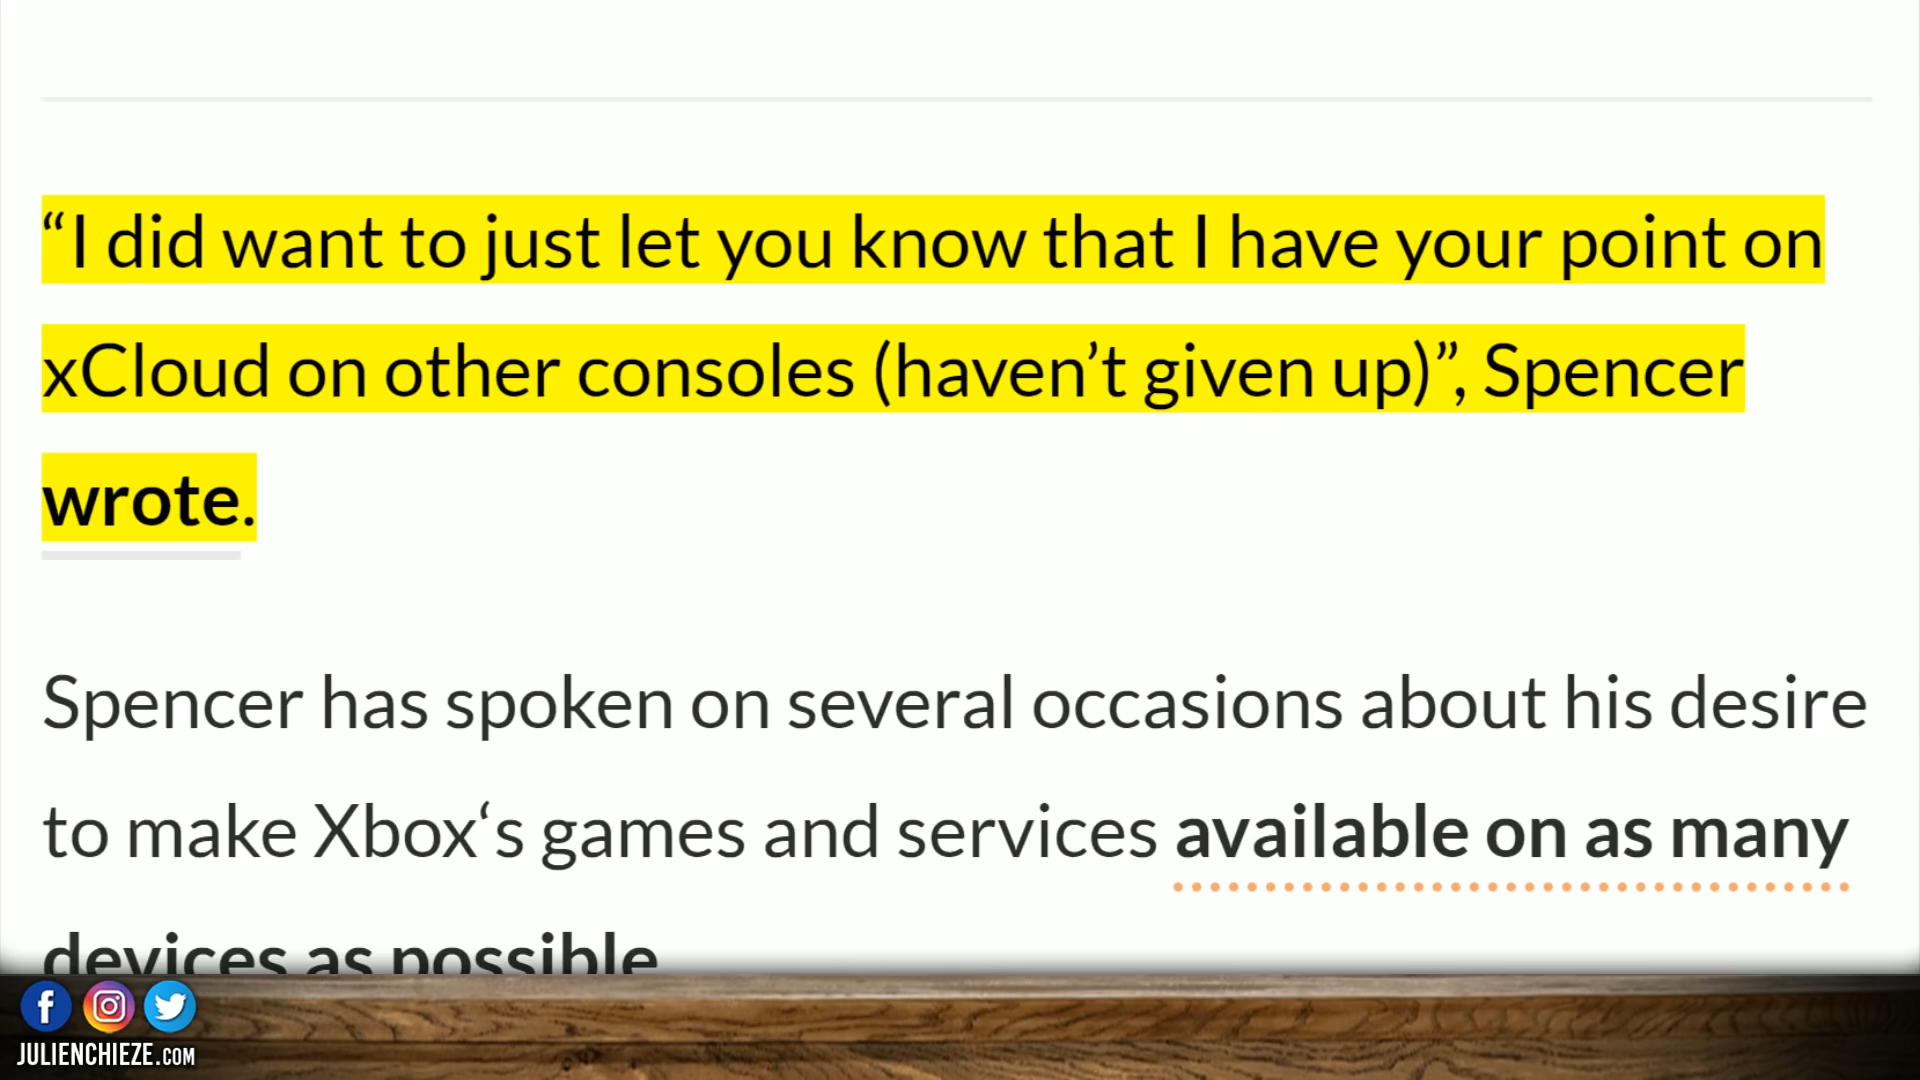 “I did want to just let you know that I have your point on
xCloud on other consoles (haven’t given up)”, Spencer
wrote.
Spencer has spoken on several occasions about his desire
to make Xbox‘s games and services available on as many
devices as possible
JULIENCHIEZE.COM